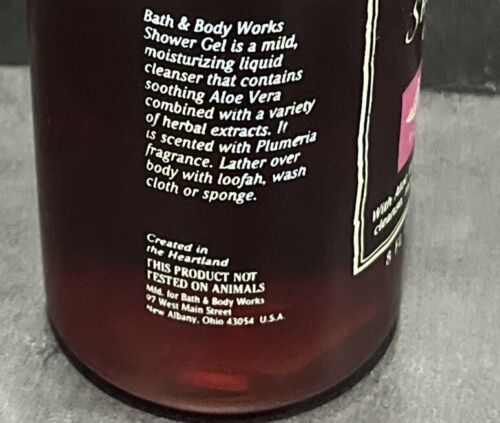 Bath & Body Works
Shower Gel is a mild,
moisturizing liquid
cleanser that contains
soothing Aloe Vera
combined with a variety
of herbal extracts. It
is scented with Plumeria
fragrance. Lather over
body with loofah, wash
cloth or sponge.
Created in
the Heartland
THIS PRODUCT NOT
TESTED ON ANIMALS
Mfd. for Bath & Body Works
97 West Main Street
New Albany, Ohio 43054 U.S.A.
With Aloe
cleanses,
8 Fl.